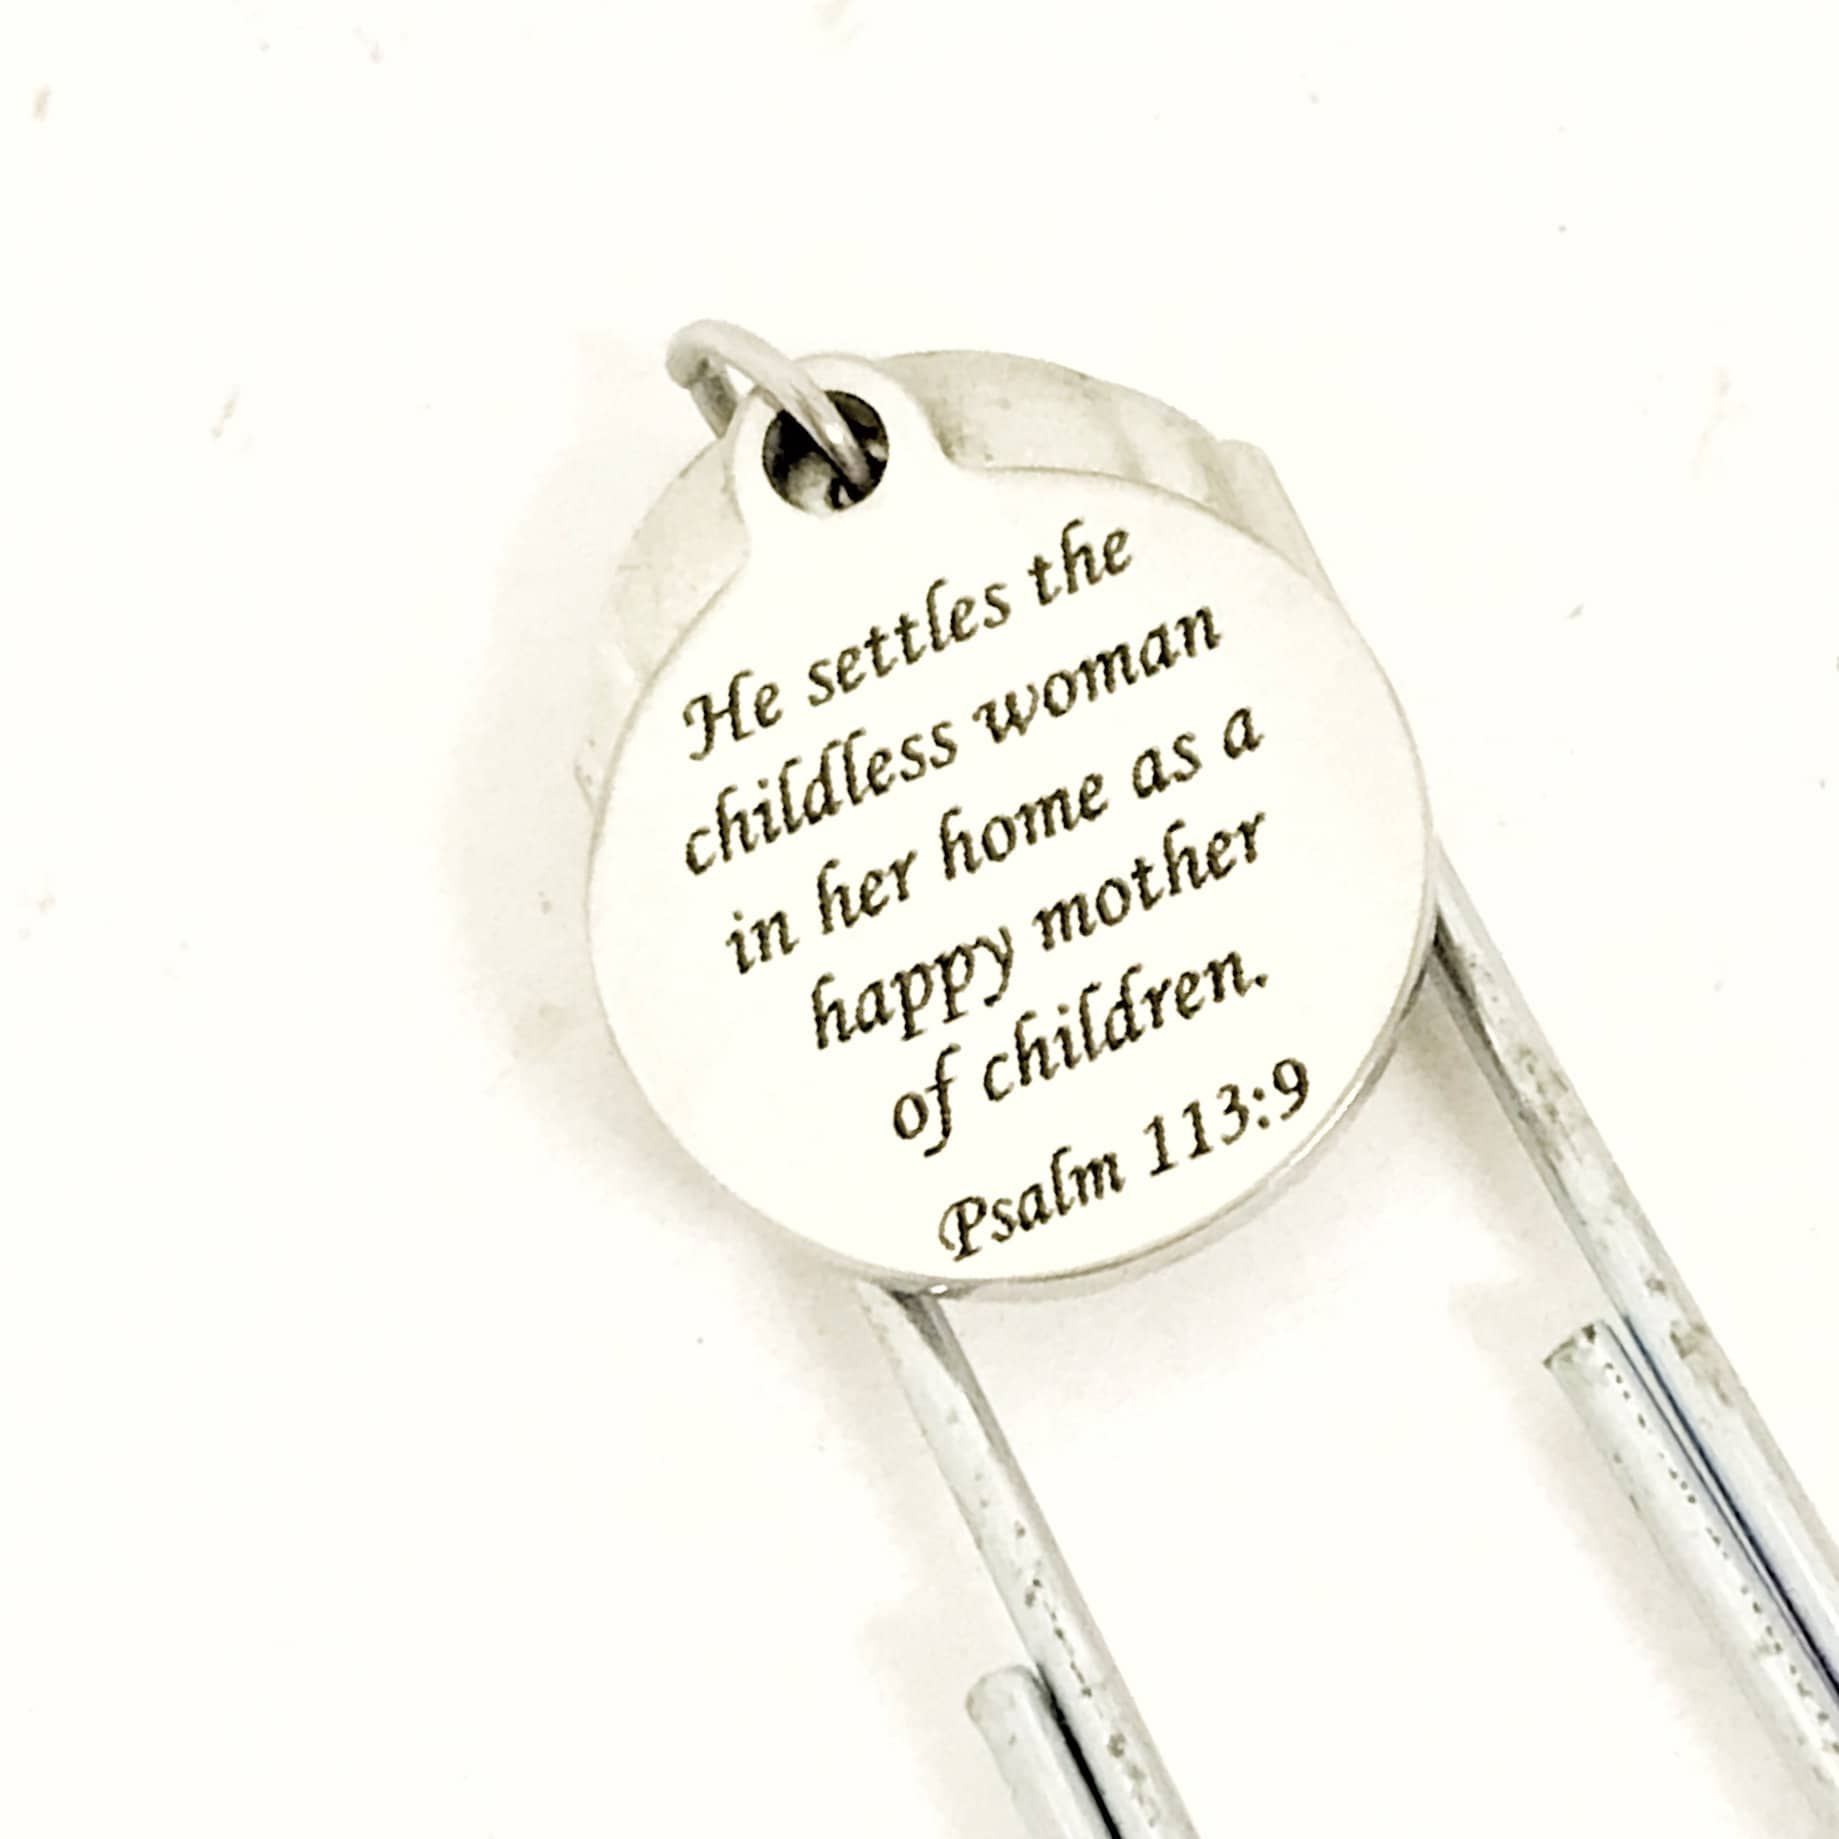 He settles the
childless woman
in her home as a
happy mother
of children.
Psalm 113:9